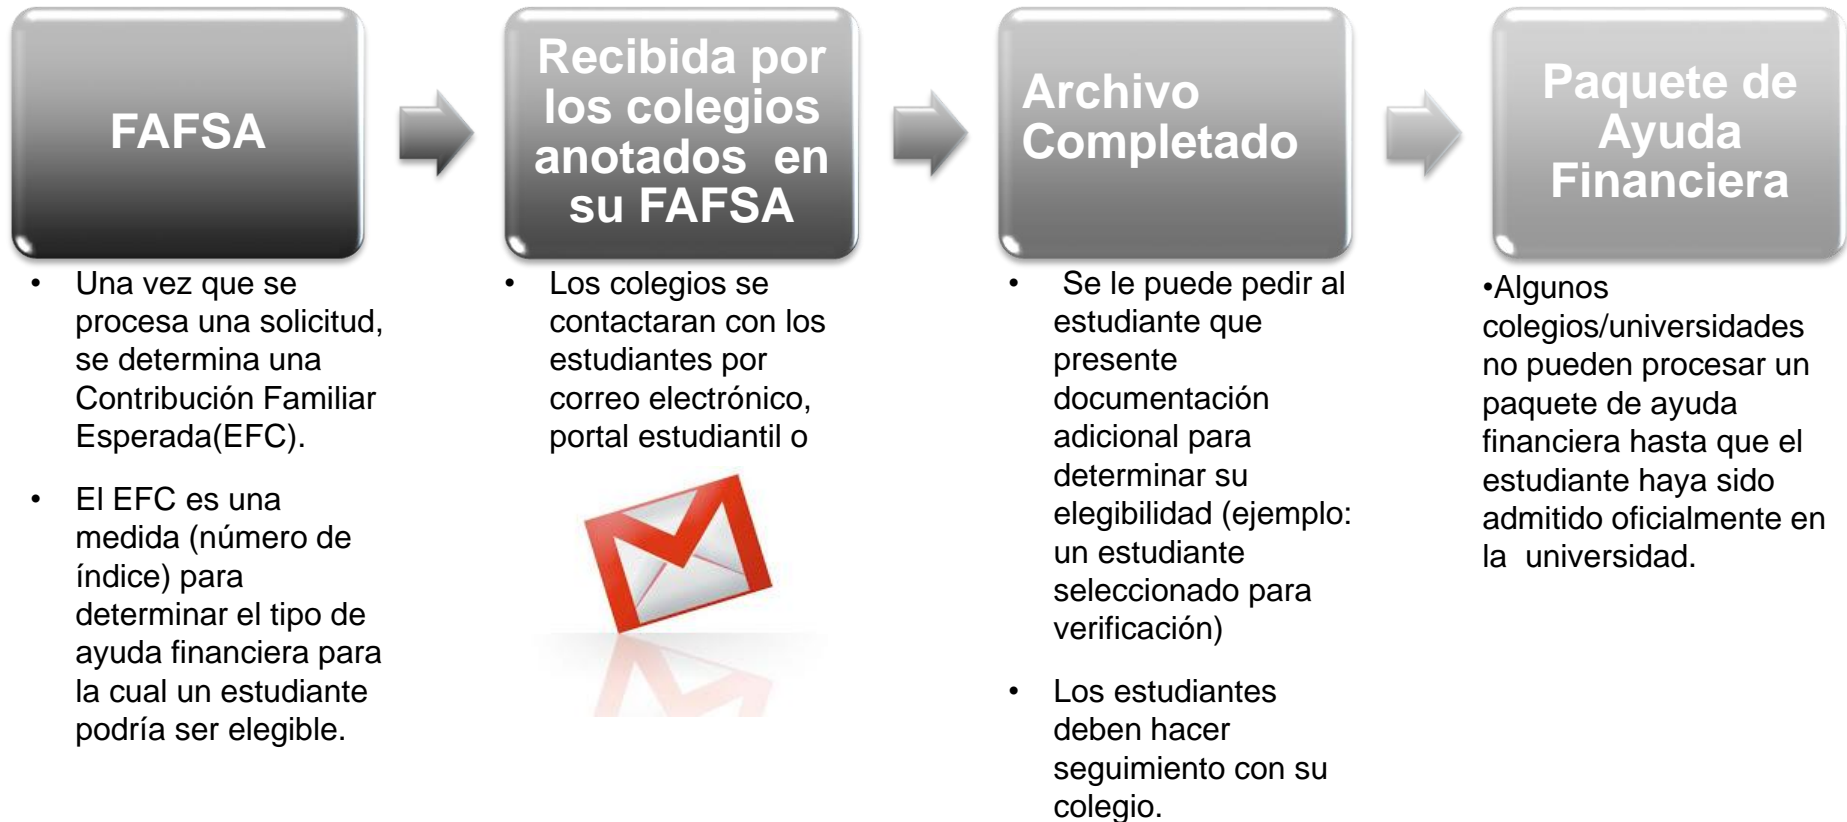 FAFSA
Recibida por
los colegios
anotados  en
su FAFSA
Archivo
Completado
Paquete de
Ayuda
Financiera
• Una vez que se
procesa una solicitud,
se determina una
Contribución Familiar
Esperada(EFC).
• El EFC es una
medida (número de
índice) para
determinar el tipo de
ayuda financiera para
la cual un estudiante
podría ser elegible.
• Los colegios se
contactaran con los
estudiantes por
correo electrónico,
portal estudiantil o
• Se le puede pedir al
estudiante que
presente
documentación
adicional para
determinar su
elegibilidad (ejemplo:
un estudiante
seleccionado para
verificación)
• Los estudiantes
deben hacer
seguimiento con su
colegio.
•Algunos
colegios/universidades
no pueden procesar un
paquete de ayuda
financiera hasta que el
estudiante haya sido
admitido oficialmente en
la  universidad.